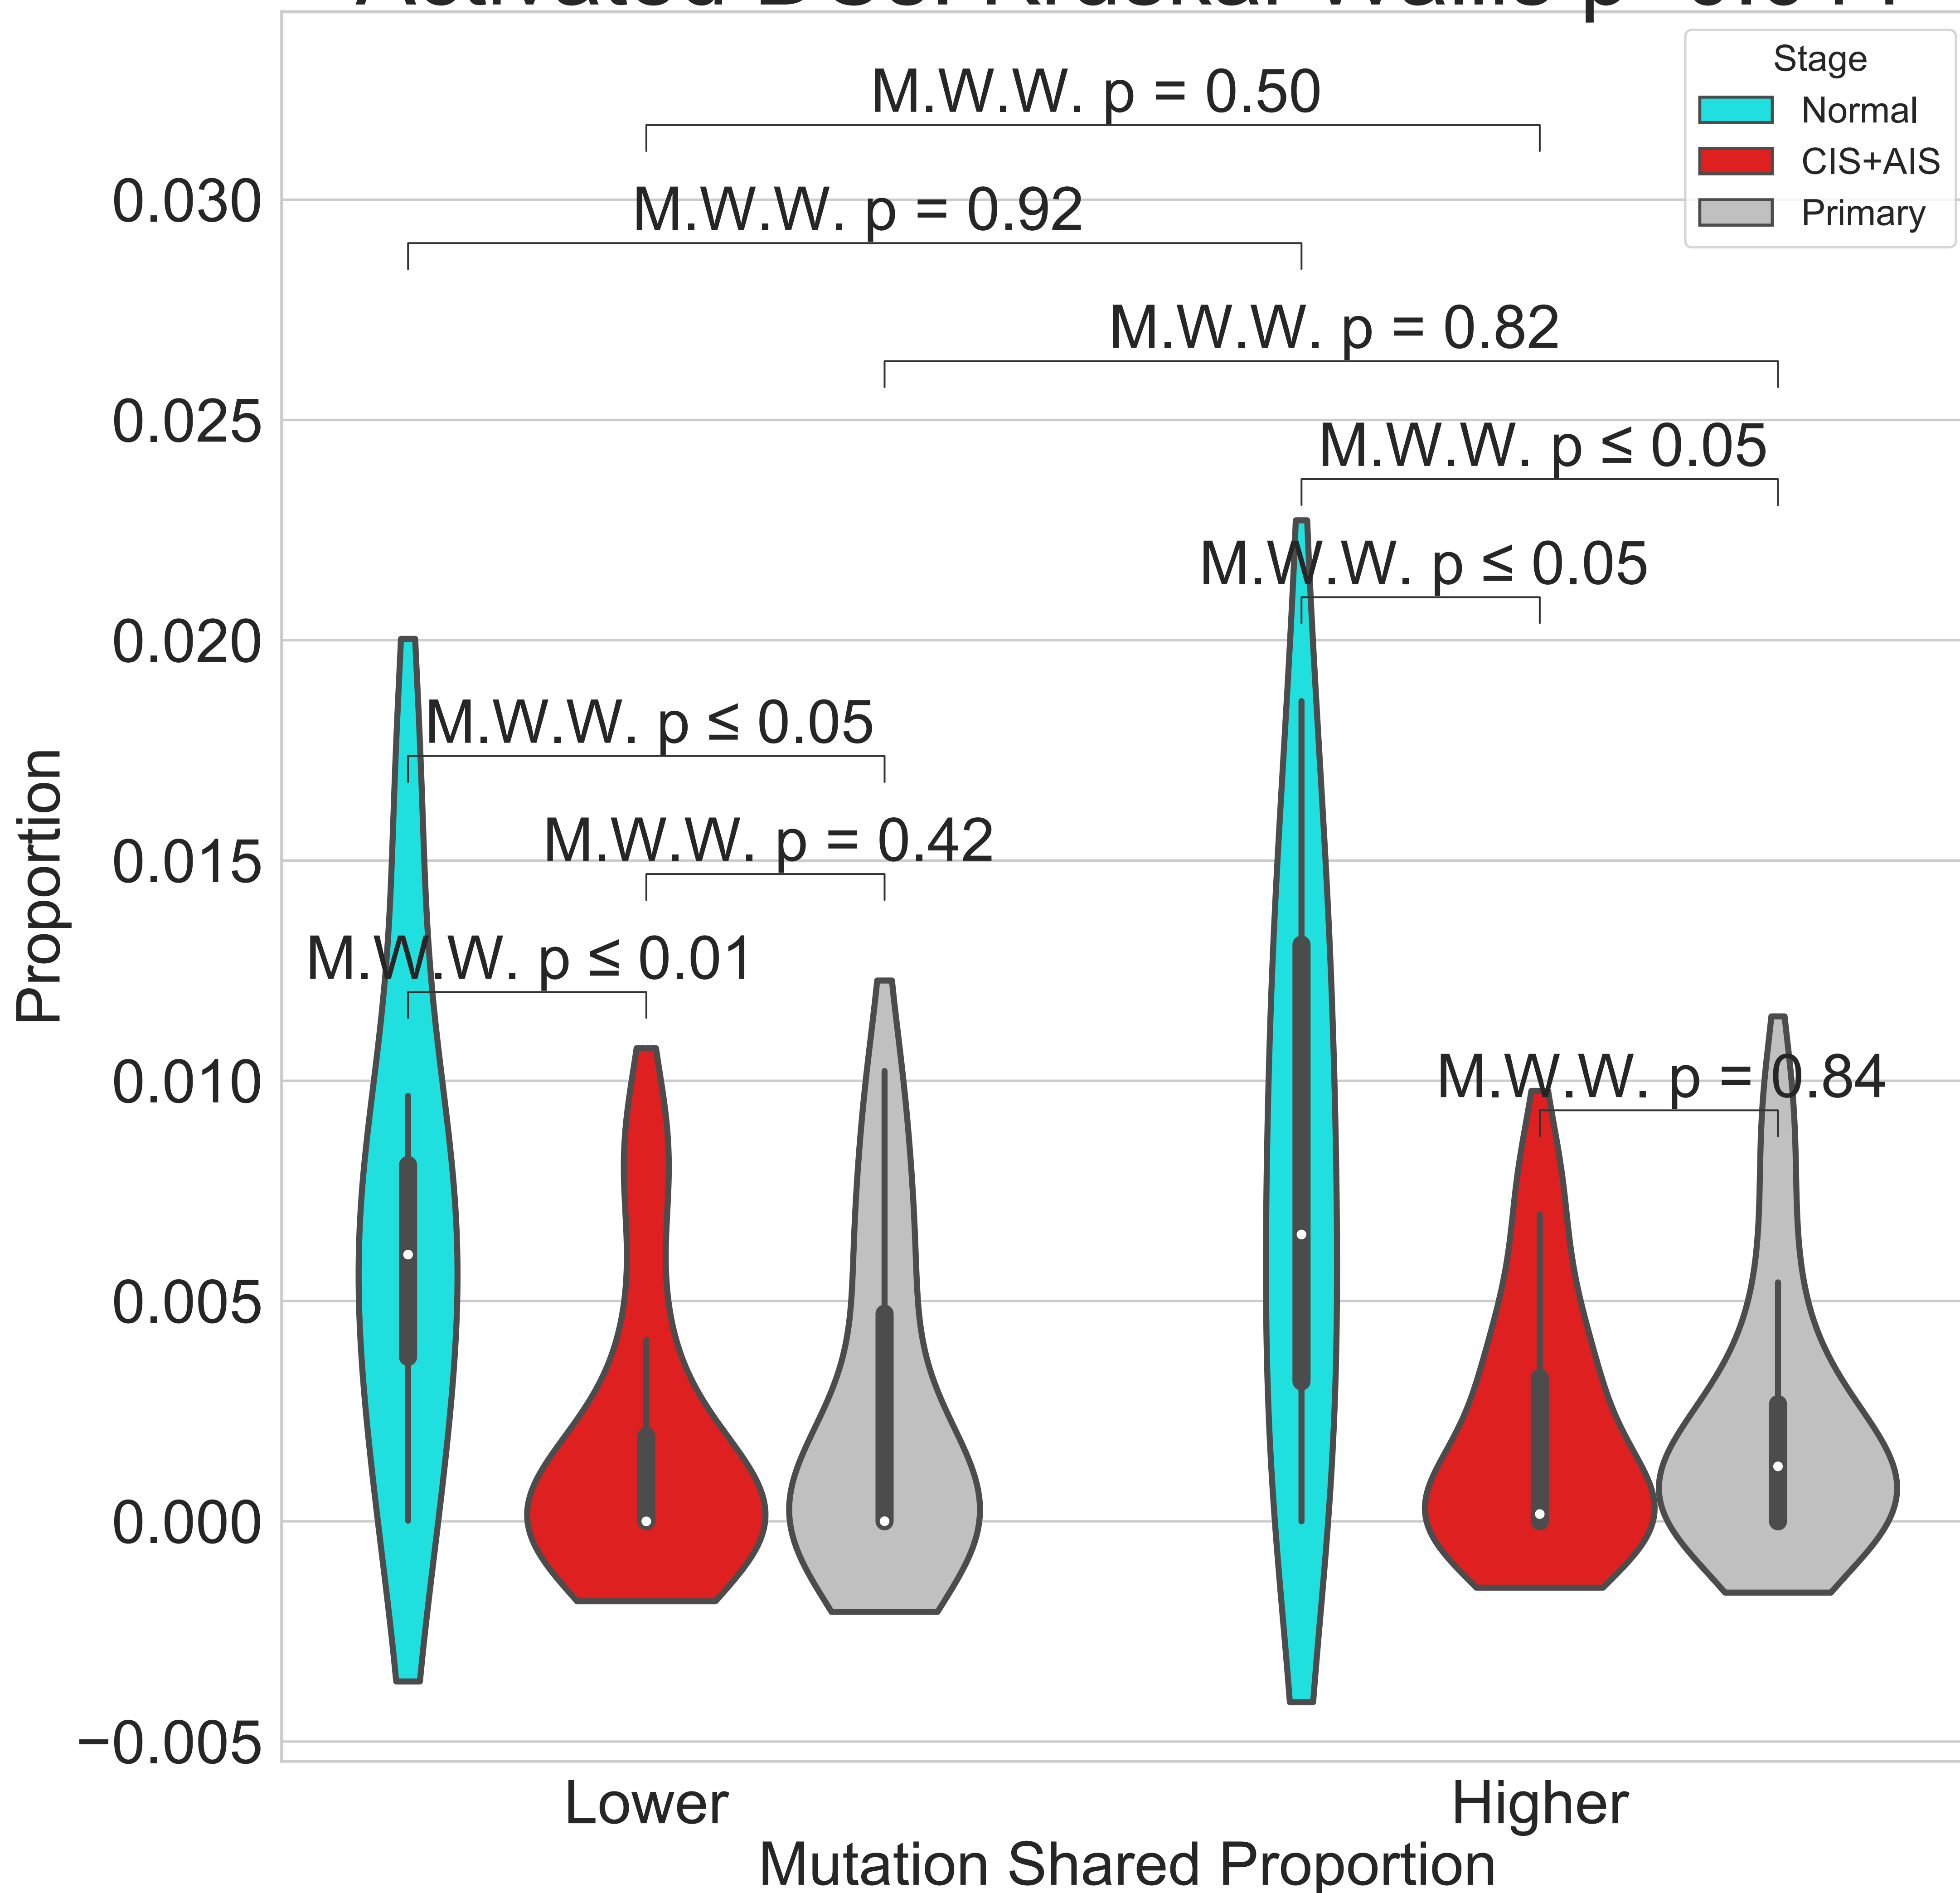 Stage
Normal
CIS+AIS
Primary
M.W.W. p = 0.50
M.W.W. p = 0.92
M.W.W. p = 0.82
M.W.W. p ≤ 0.05
M.W.W. p ≤ 0.05
M.W.W. p ≤ 0.05
M.W.W. p = 0.42
M.W.W. p ≤ 0.01
M.W.W. p = 0.84
0.030
0.025
0.020
0.015
0.010
0.005
0.000
−0.005
Proportion
Lower
Higher
Mutation Shared Proportion